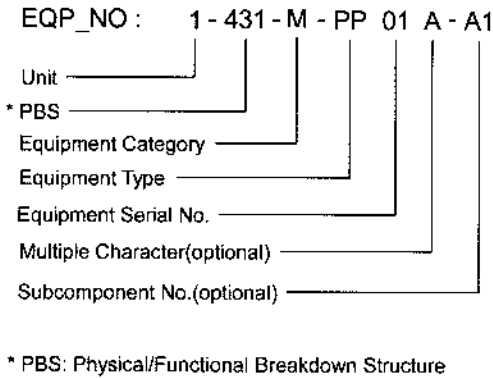 EQP_NO : 1 - 431 - M - PP 01 A - A1
Unit
* PBS
Equipment Category
Equipment Type
Equipment Serial No.
Multiple Character(optional)
Subcomponent No.(optional)
* PBS: Physical/Functional Breakdown Structure